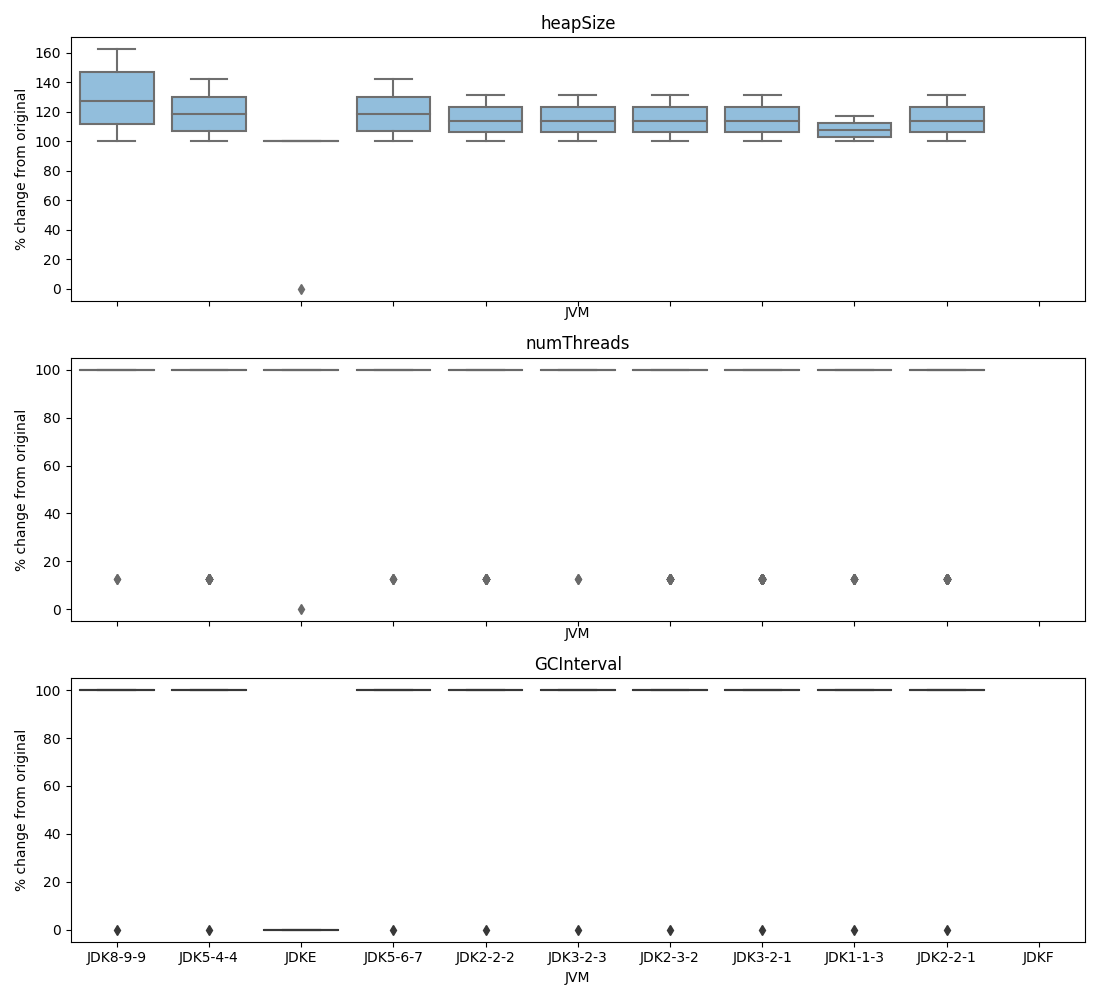 heapSize
% change from original
160
140
120
100
80
60
40
20
0
JVM
numThreads
% change from original
100
80
60
40
20
0
JVM
GCInterval
% change from original
100
80
60
40
20
0
JDK8-9-9 JDK5-4-4 JDKE JDK5-6-7 JDK2-2-2 JDK3-2-3 JDK2-3-2 JDK3-2-1 JDK1-1-3 JDK2-2-1 JDKF
JVM